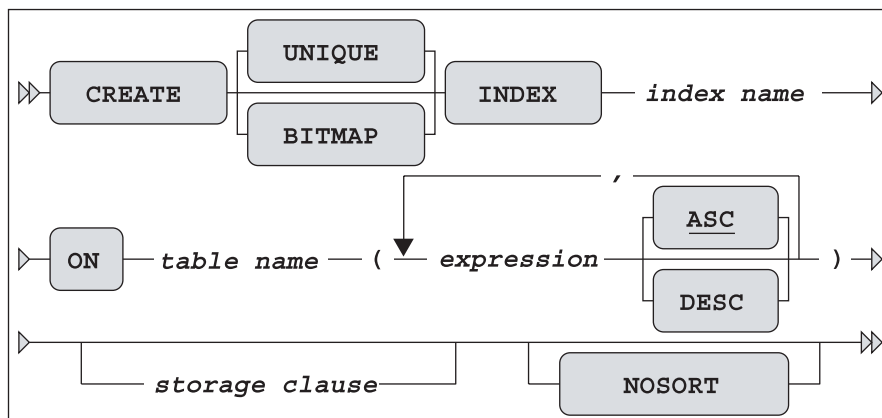 UNIQUE
CREATE INDEX index name
BITMAP
,
ASC
ON table name ( expression )
DESC
storage clause NOSORT